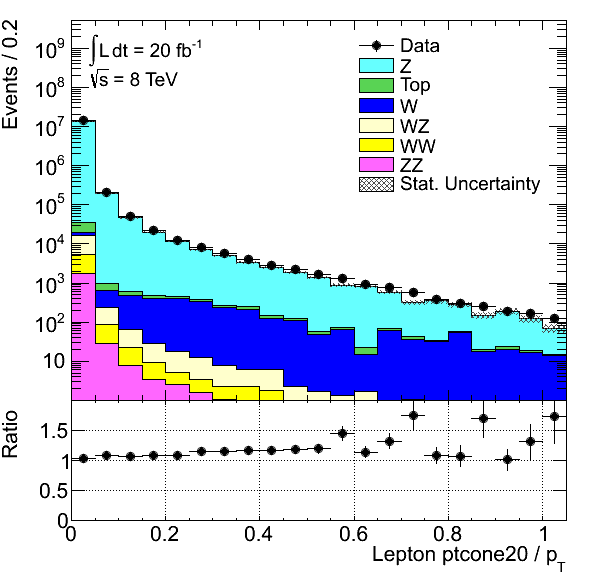 Events / 0.2
10⁹
10⁸
10⁷
10⁶
10⁵
10⁴
10³
10²
10
∫L dt = 20 fb⁻¹
√s = 8 TeV
Data
Z
Top
W
WZ
WW
ZZ
Stat. Uncertainty
Ratio
1.5
1
0.5
0
0 0.2 0.4 0.6 0.8 1
Lepton ptcone20 / p_T